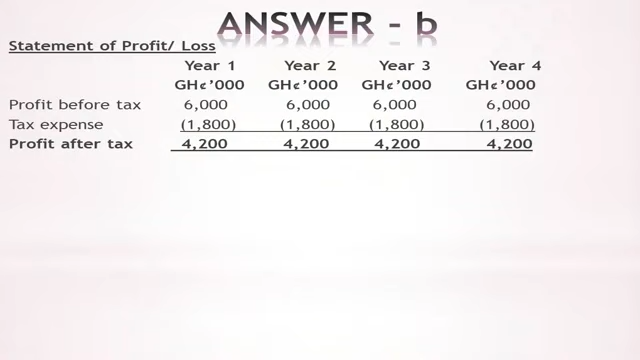 ANSWER - b
Statement of Profit/ Loss
Year 1 Year 2 Year 3 Year 4
GH¢’000 GH¢’000 GH¢’000 GH¢’000
Profit before tax 6,000 6,000 6,000 6,000
Tax expense (1,800) (1,800) (1,800) (1,800)
Profit after tax 4,200 4,200 4,200 4,200